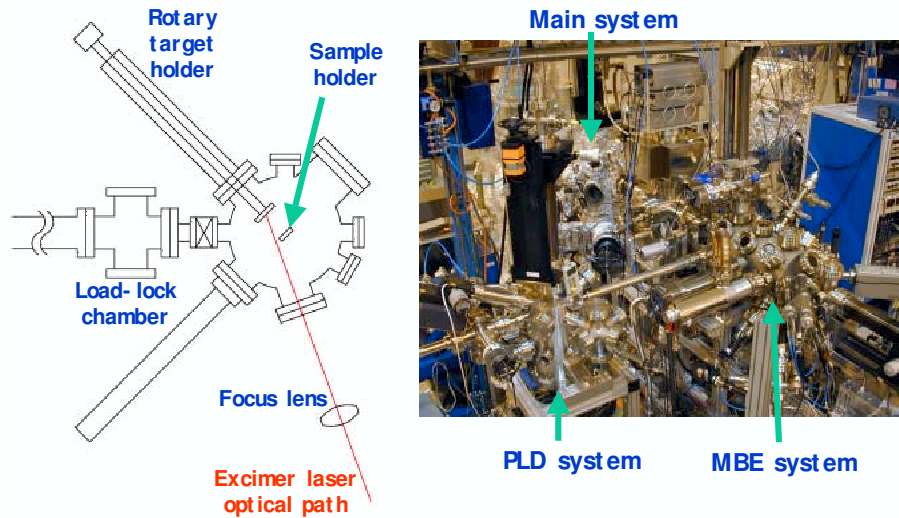 Rotary
target
holder
Sample
holder
Load- lock
chamber
Focus lens
Excimer laser
optical path
Main system
PLD system
MBE system